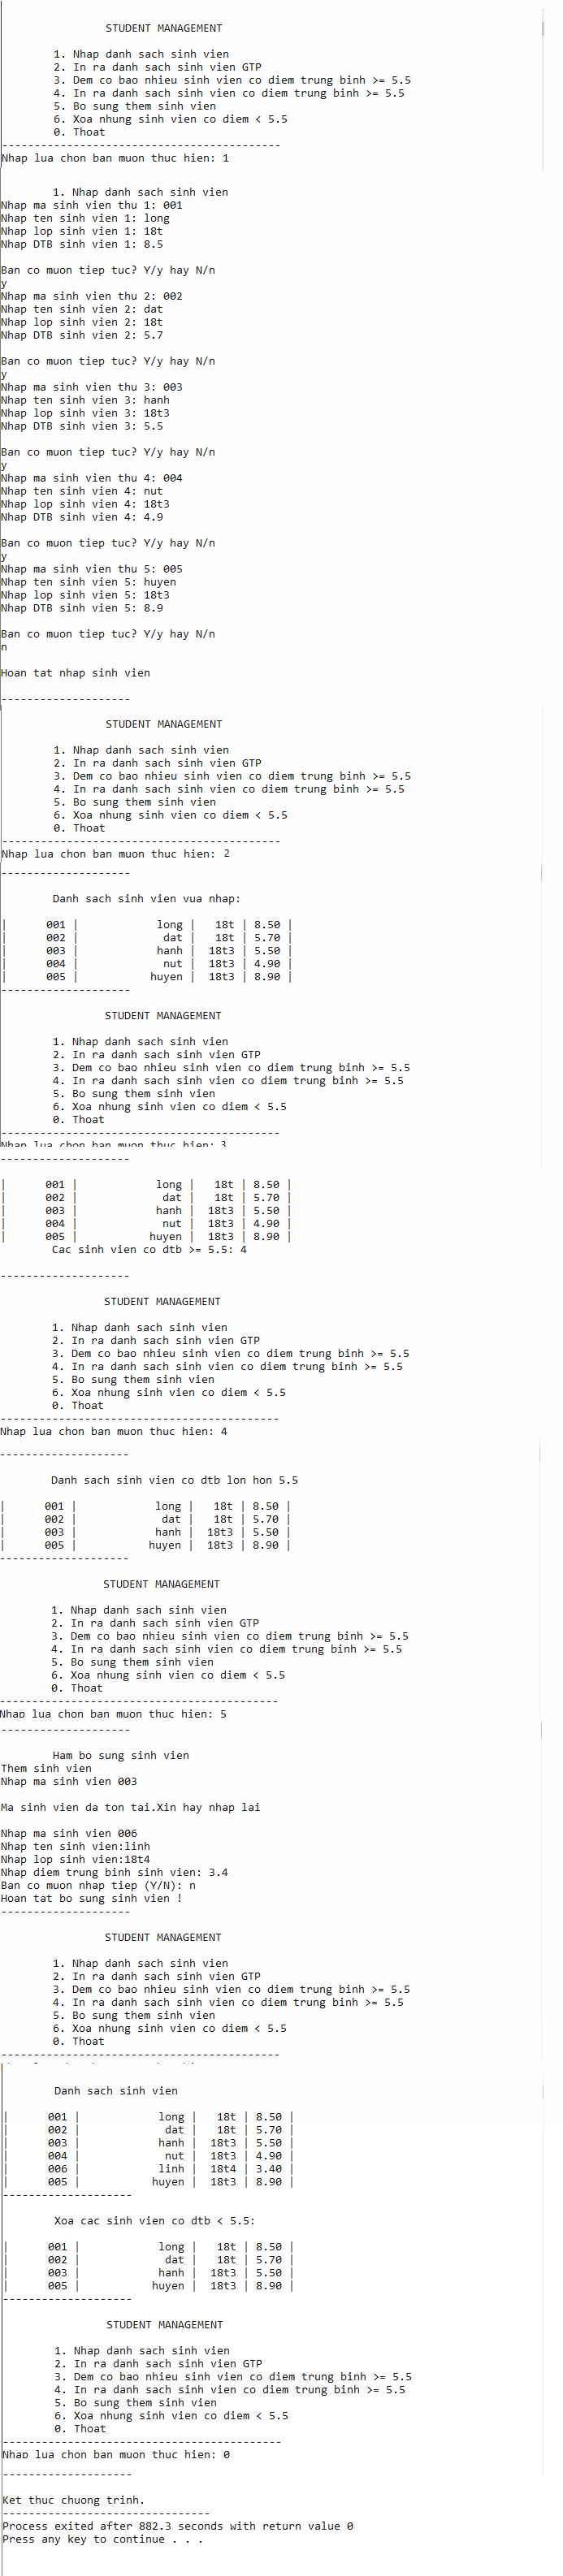 STUDENT MANAGEMENT
1. Nhap danh sach sinh vien
2. In ra danh sach sinh vien GTP
3. Dem co bao nhieu sinh vien co diem trung binh >= 5.5
4. In ra danh sach sinh vien co diem trung binh >= 5.5
5. Bo sung them sinh vien
6. Xoa nhung sinh vien co diem < 5.5
0. Thoat
-------------------------------------------
Nhap lua chon ban muon thuc hien: 1
1. Nhap danh sach sinh vien
Nhap ma sinh vien thu 1: 001
Nhap ten sinh vien 1: long
Nhap lop sinh vien 1: 18t
Nhap DTB sinh vien 1: 8.5
Ban co muon tiep tuc? Y/y hay N/n
y
Nhap ma sinh vien thu 2: 002
Nhap ten sinh vien 2: dat
Nhap lop sinh vien 2: 18t
Nhap DTB sinh vien 2: 5.7
Ban co muon tiep tuc? Y/y hay N/n
y
Nhap ma sinh vien thu 3: 003
Nhap ten sinh vien 3: hanh
Nhap lop sinh vien 3: 18t3
Nhap DTB sinh vien 3: 5.5
Ban co muon tiep tuc? Y/y hay N/n
y
Nhap ma sinh vien thu 4: 004
Nhap ten sinh vien 4: nut
Nhap lop sinh vien 4: 18t3
Nhap DTB sinh vien 4: 4.9
Ban co muon tiep tuc? Y/y hay N/n
y
Nhap ma sinh vien thu 5: 005
Nhap ten sinh vien 5: huyen
Nhap lop sinh vien 5: 18t3
Nhap DTB sinh vien 5: 8.9
Ban co muon tiep tuc? Y/y hay N/n
n
Hoan tat nhap sinh vien
--------------------
STUDENT MANAGEMENT
1. Nhap danh sach sinh vien
2. In ra danh sach sinh vien GTP
3. Dem co bao nhieu sinh vien co diem trung binh >= 5.5
4. In ra danh sach sinh vien co diem trung binh >= 5.5
5. Bo sung them sinh vien
6. Xoa nhung sinh vien co diem < 5.5
0. Thoat
-------------------------------------------
Nhap lua chon ban muon thuc hien: 2
--------------------
Danh sach sinh vien vua nhap:
| 001 | long | 18t | 8.50 |
| 002 | dat | 18t | 5.70 |
| 003 | hanh | 18t3 | 5.50 |
| 004 | nut | 18t3 | 4.90 |
| 005 | huyen | 18t3 | 8.90 |
--------------------
STUDENT MANAGEMENT
1. Nhap danh sach sinh vien
2. In ra danh sach sinh vien GTP
3. Dem co bao nhieu sinh vien co diem trung binh >= 5.5
4. In ra danh sach sinh vien co diem trung binh >= 5.5
5. Bo sung them sinh vien
6. Xoa nhung sinh vien co diem < 5.5
0. Thoat
-------------------------------------------
Nhap lua chon ban muon thuc hien: 3
--------------------
| 001 | long | 18t | 8.50 |
| 002 | dat | 18t | 5.70 |
| 003 | hanh | 18t3 | 5.50 |
| 004 | nut | 18t3 | 4.90 |
| 005 | huyen | 18t3 | 8.90 |
Cac sinh vien co dtb >= 5.5: 4
--------------------
STUDENT MANAGEMENT
1. Nhap danh sach sinh vien
2. In ra danh sach sinh vien GTP
3. Dem co bao nhieu sinh vien co diem trung binh >= 5.5
4. In ra danh sach sinh vien co diem trung binh >= 5.5
5. Bo sung them sinh vien
6. Xoa nhung sinh vien co diem < 5.5
0. Thoat
-------------------------------------------
Nhap lua chon ban muon thuc hien: 4
--------------------
Danh sach sinh vien co dtb lon hon 5.5
| 001 | long | 18t | 8.50 |
| 002 | dat | 18t | 5.70 |
| 003 | hanh | 18t3 | 5.50 |
| 005 | huyen | 18t3 | 8.90 |
--------------------
STUDENT MANAGEMENT
1. Nhap danh sach sinh vien
2. In ra danh sach sinh vien GTP
3. Dem co bao nhieu sinh vien co diem trung binh >= 5.5
4. In ra danh sach sinh vien co diem trung binh >= 5.5
5. Bo sung them sinh vien
6. Xoa nhung sinh vien co diem < 5.5
0. Thoat
-------------------------------------------
Nhap lua chon ban muon thuc hien: 5
--------------------
Ham bo sung sinh vien
Them sinh vien
Nhap ma sinh vien 003
Ma sinh vien da ton tai.Xin hay nhap lai
Nhap ma sinh vien 006
Nhap ten sinh vien:linh
Nhap lop sinh vien:18t4
Nhap diem trung binh sinh vien: 3.4
Ban co muon nhap tiep (Y/N): n
Hoan tat bo sung sinh vien !
--------------------
STUDENT MANAGEMENT
1. Nhap danh sach sinh vien
2. In ra danh sach sinh vien GTP
3. Dem co bao nhieu sinh vien co diem trung binh >= 5.5
4. In ra danh sach sinh vien co diem trung binh >= 5.5
5. Bo sung them sinh vien
6. Xoa nhung sinh vien co diem < 5.5
0. Thoat
-------------------------------------------
Danh sach sinh vien
| 001 | long | 18t | 8.50 |
| 002 | dat | 18t | 5.70 |
| 003 | hanh | 18t3 | 5.50 |
| 004 | nut | 18t3 | 4.90 |
| 006 | linh | 18t4 | 3.40 |
| 005 | huyen | 18t3 | 8.90 |
--------------------
Xoa cac sinh vien co dtb < 5.5:
| 001 | long | 18t | 8.50 |
| 002 | dat | 18t | 5.70 |
| 003 | hanh | 18t3 | 5.50 |
| 005 | huyen | 18t3 | 8.90 |
--------------------
STUDENT MANAGEMENT
1. Nhap danh sach sinh vien
2. In ra danh sach sinh vien GTP
3. Dem co bao nhieu sinh vien co diem trung binh >= 5.5
4. In ra danh sach sinh vien co diem trung binh >= 5.5
5. Bo sung them sinh vien
6. Xoa nhung sinh vien co diem < 5.5
0. Thoat
-------------------------------------------
Nhap lua chon ban muon thuc hien: 0
--------------------
Ket thuc chuong trinh.
--------------------------------
Process exited after 882.3 seconds with return value 0
Press any key to continue . . .